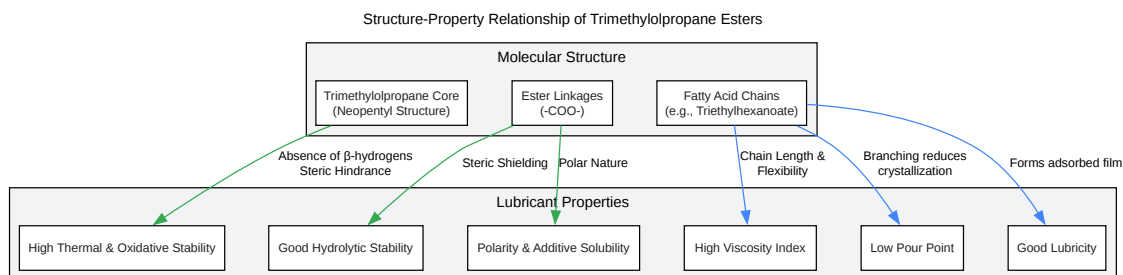 Structure-Property Relationship of Trimethylolpropane Esters
Molecular Structure
Trimethylolpropane Core
(Neopentyl Structure)
Ester Linkages
(-COO-)
Fatty Acid Chains
(e.g., Triethylhexanoate)
Absence of β-hydrogens
Steric Hindrance
Steric Shielding
Polar Nature
Chain Length &
Flexibility
Branching reduces
crystallization
Forms adsorbed film
Lubricant Properties
High Thermal & Oxidative Stability
Good Hydrolytic Stability
Polarity & Additive Solubility
High Viscosity Index
Low Pour Point
Good Lubricity